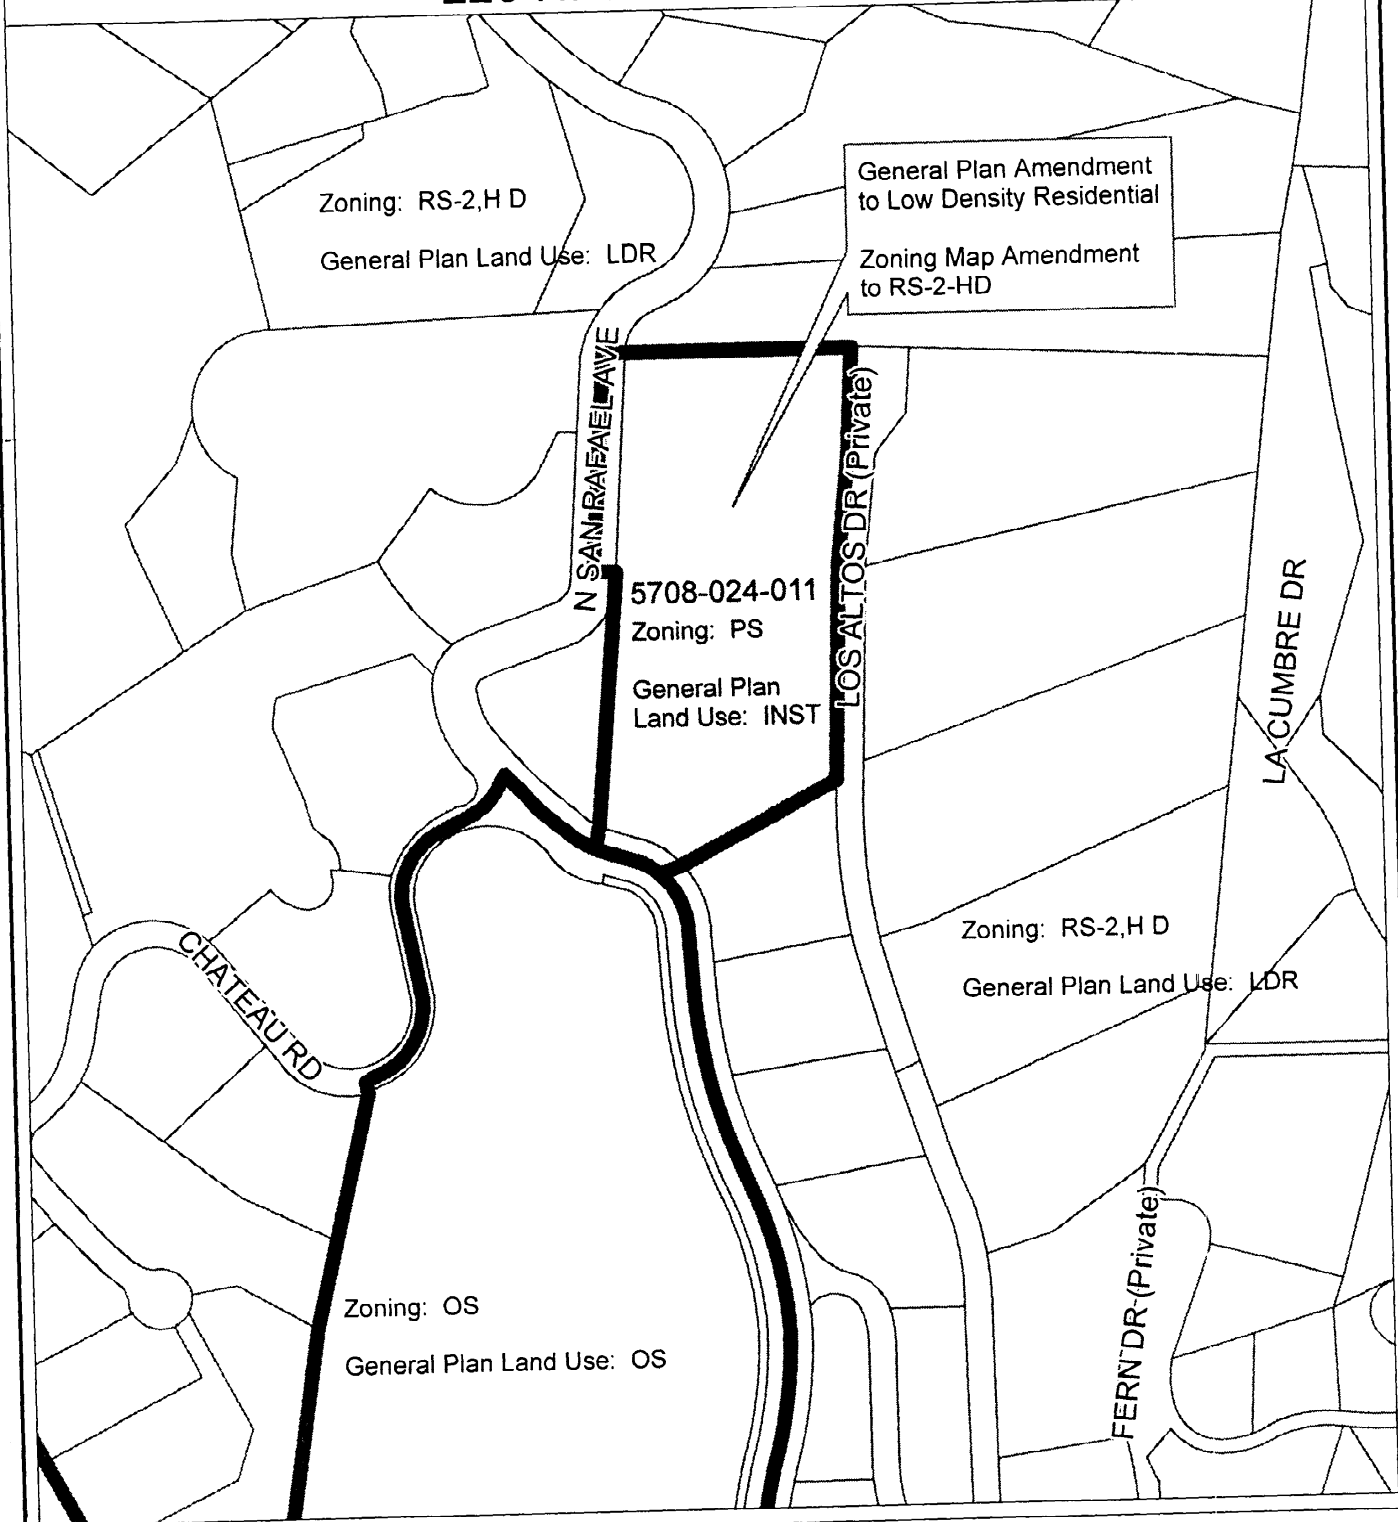 General Plan Amendment
to Low Density Residential
Zoning Map Amendment
to RS-2-HD
Zoning: RS-2,H D
General Plan Land Use: LDR
N SAN RAFAEL AVE
LOS ALTOS DR (Private)
5708-024-011
Zoning: PS
General Plan
Land Use: INST
LA CUMBRE DR
Zoning: RS-2,H D
General Plan Land Use: LDR
CHATEAU RD
FERN DR (Private)
Zoning: OS
General Plan Land Use: OS